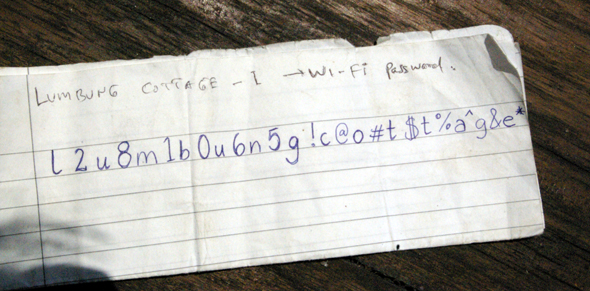 LUMBUNG COTTAGE - I → WI-FI Password.
l2u8m1b0u6n5g!c@o#t$t%a^g&e*